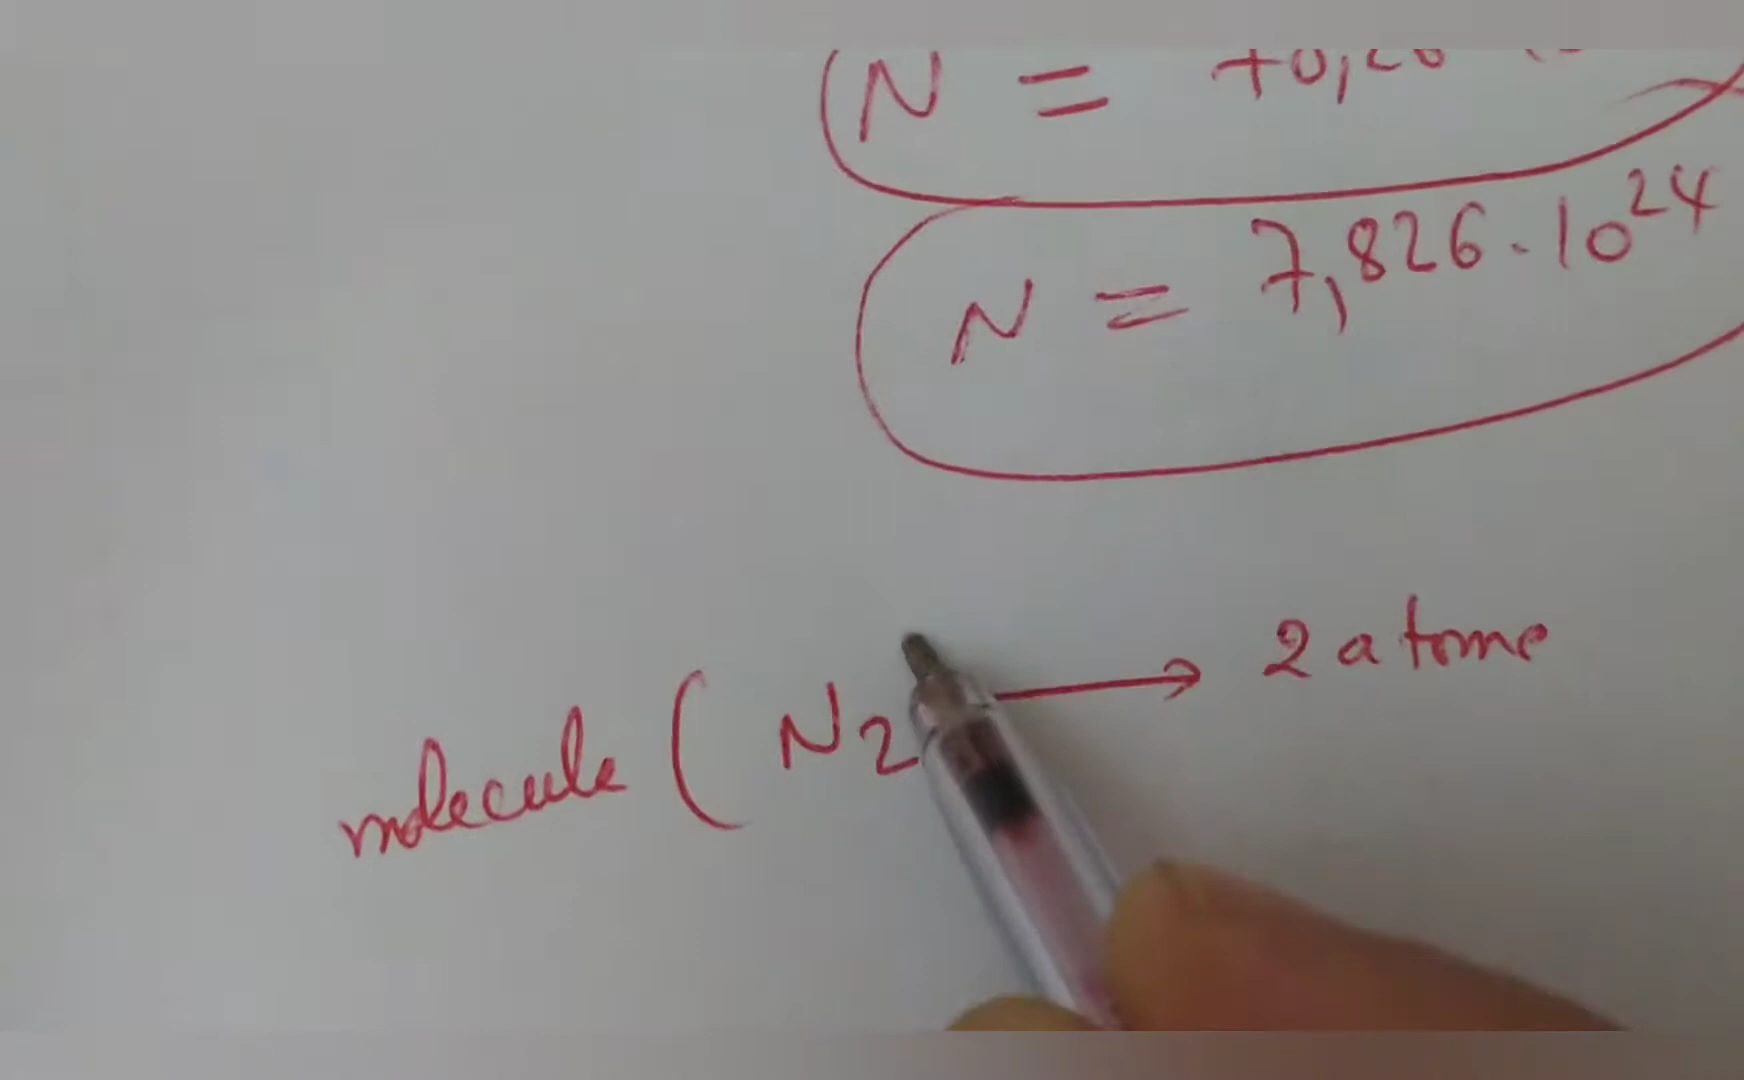 N =
N = 7,826.10²⁴
molecule ( N₂ → 2 atome